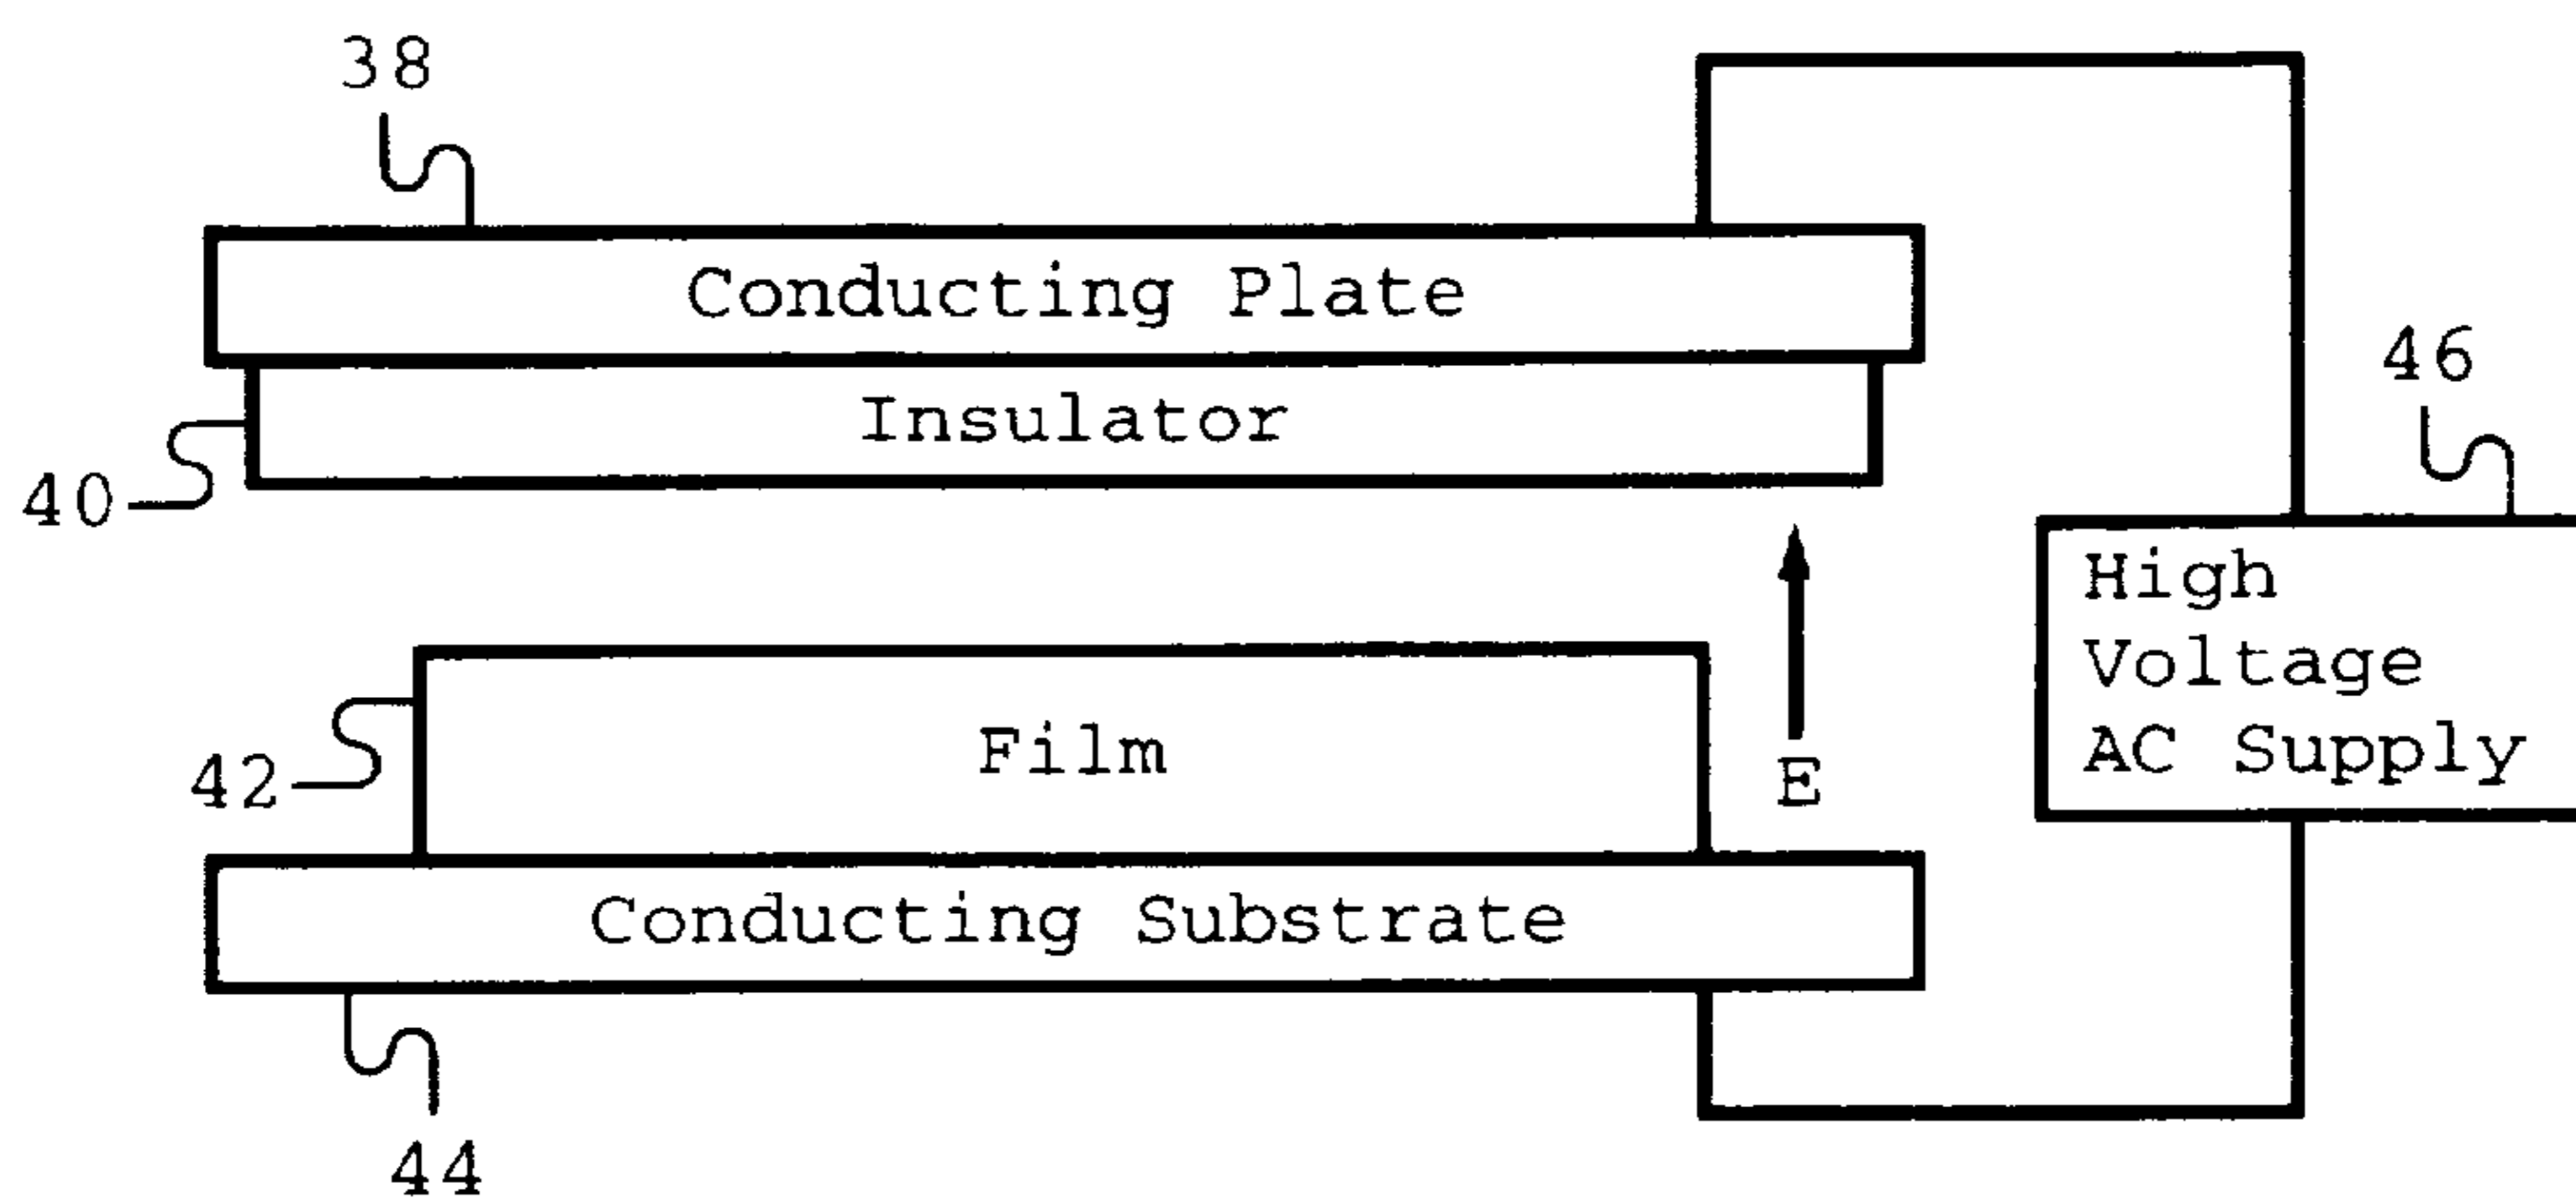 38
Conducting Plate
46
Insulator
40
High
Voltage
AC Supply
E
Film
42
Conducting Substrate
44